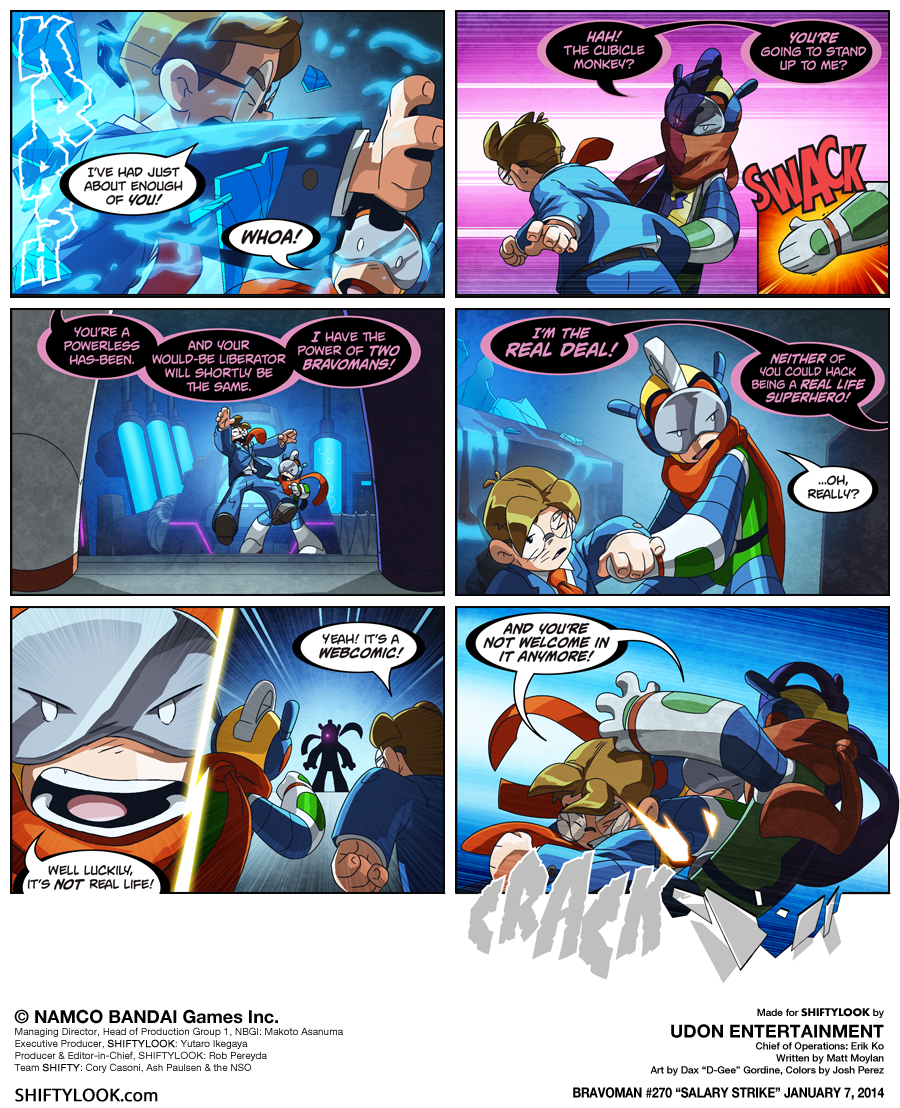 KRASH
I'VE HAD JUST
ABOUT ENOUGH
OF YOU!
WHOA!
HAH!
THE CUBICLE
MONKEY?
YOU'RE
GOING TO STAND
UP TO ME?
SWACK
YOU'RE A
POWERLESS
HAS-BEEN.
AND YOUR
WOULD-BE LIBERATOR
WILL SHORTLY BE
THE SAME.
I HAVE THE
POWER OF TWO
BRAVOMANS!
I'M THE
REAL DEAL!
NEITHER OF
YOU COULD HACK
BEING A REAL LIFE
SUPERHERO!
...OH,
REALLY?
WELL LUCKILY,
IT'S NOT REAL LIFE!
YEAH! IT'S A
WEBCOMIC!
AND YOU'RE
NOT WELCOME IN
IT ANYMORE!
CRACK
© NAMCO BANDAI Games Inc.
Managing Director, Head of Production Group 1, NBGI: Makoto Asanuma
Executive Producer, SHIFTYLOOK: Yutaro Ikegaya
Producer & Editor-in-Chief, SHIFTYLOOK: Rob Pereyda
Team SHIFTY: Cory Casoni, Ash Paulsen & the NSO
SHIFTYLOOK.com
Made for SHIFTYLOOK by
UDON ENTERTAINMENT
Chief of Operations: Erik Ko
Written by Matt Moylan
Art by Dax "D-Gee" Gordine, Colors by Josh Perez
BRAVOMAN #270 "SALARY STRIKE" JANUARY 7, 2014